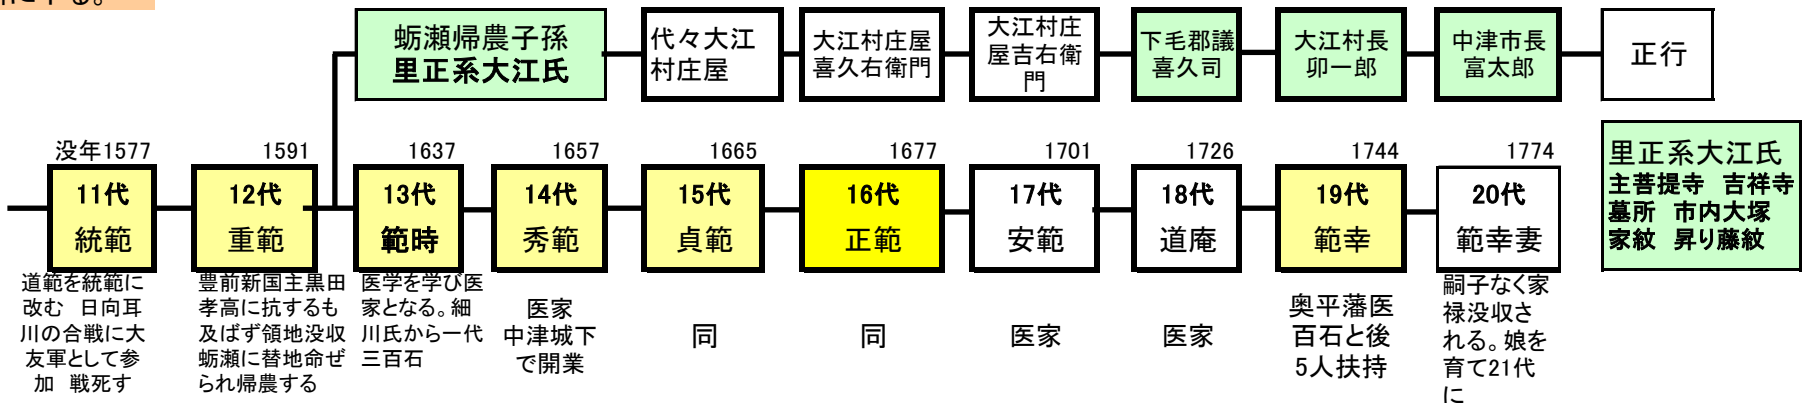 蛎瀬帰農子孫
里正系大江氏
代々大江
村庄屋
大江村庄屋
喜久右衛門
大江村庄
屋吉右衛
門
下毛郡議
喜久司
大江村長
卯一郎
中津市長
富太郎
正行
没年1577
1591
1637
1657
1665
1677
1701
1726
1744
1774
11代
統範
12代
重範
13代
範時
14代
秀範
15代
貞範
16代
正範
17代
安範
18代
道庵
19代
範幸
20代
範幸妻
里正系大江氏
主菩提寺 吉祥寺
墓所 市内大塚
家紋 昇り藤紋
道範を統範に
改む 日向耳
川の合戦に大
友軍として参
加 戦死す
豊前新国主黒田
孝高に抗するも
及ばず領地没収
蛎瀬に替地命ぜ
られ帰農する
医学を学び医
家となる。細
川氏から一代
三百石
医家
中津城下
で開業
同
同
医家
医家
奥平藩医
百石と後
5人扶持
嗣子なく家
禄没収さ
れる。娘を
育て21代
に